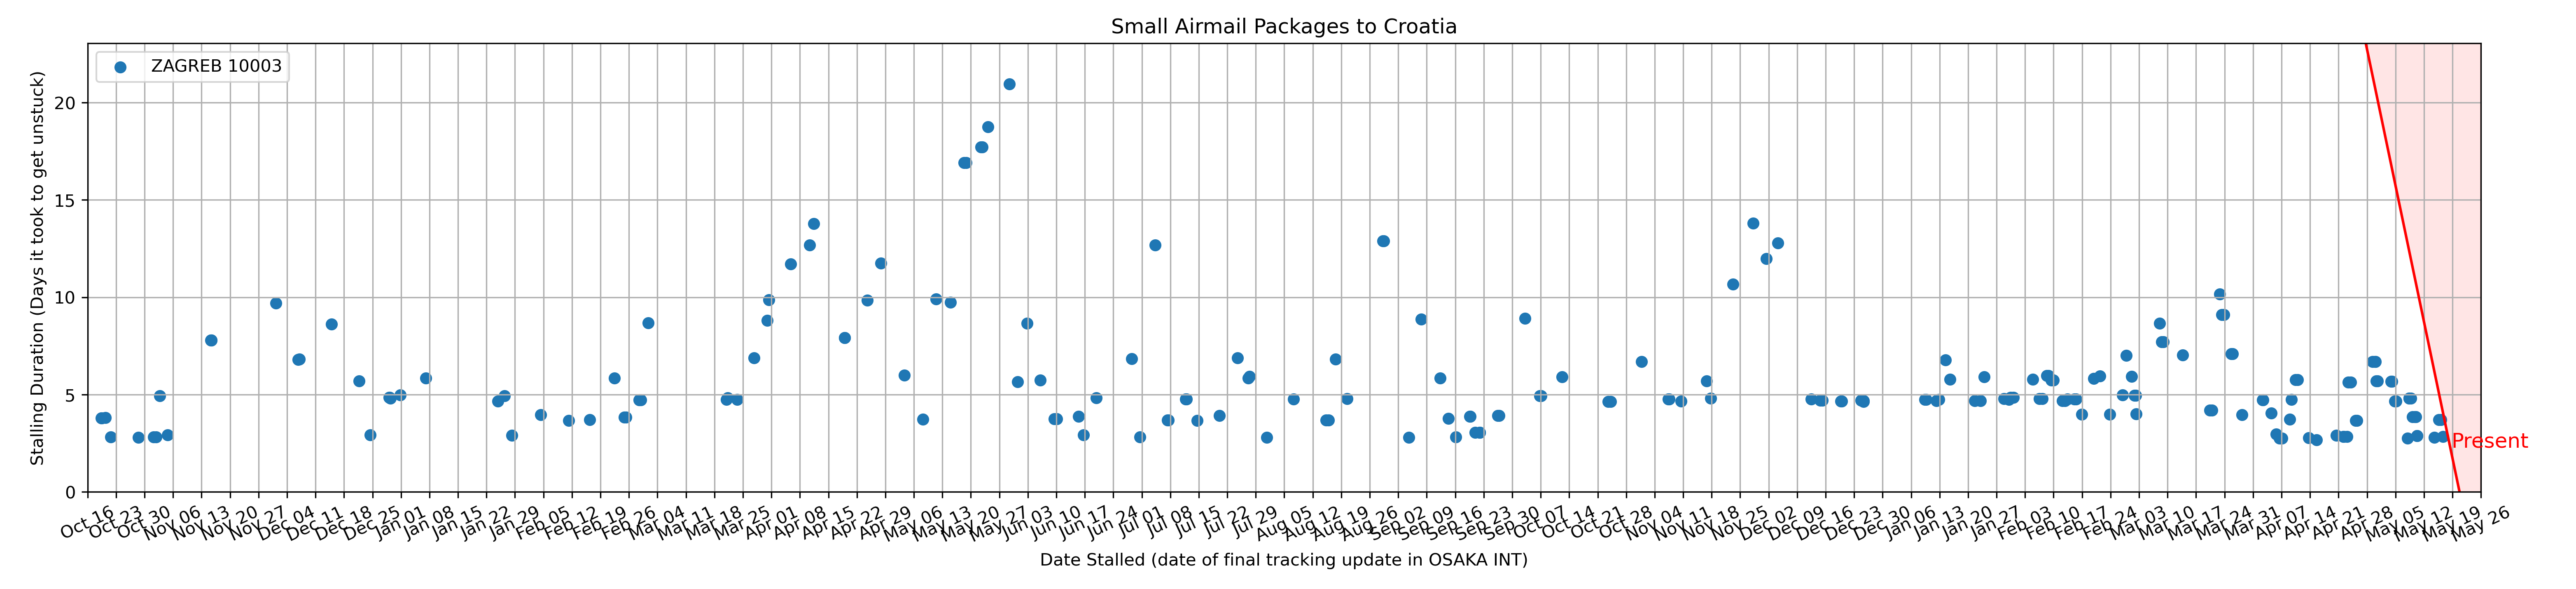 Small Airmail Packages to Croatia
ZAGREB 10003
Stalling Duration (Days it took to get unstuck)
20
15
10
5
0
Present
Oct 16
Oct 23
Oct 30
Nov 06
Nov 13
Nov 20
Nov 27
Dec 04
Dec 11
Dec 18
Dec 25
Jan 01
Jan 08
Jan 15
Jan 22
Jan 29
Feb 05
Feb 12
Feb 19
Feb 26
Mar 04
Mar 11
Mar 18
Mar 25
Apr 01
Apr 08
Apr 15
Apr 22
Apr 29
May 06
May 13
May 20
May 27
Jun 03
Jun 10
Jun 17
Jun 24
Jul 01
Jul 08
Jul 15
Jul 22
Jul 29
Aug 05
Aug 12
Aug 19
Aug 26
Sep 02
Sep 09
Sep 16
Sep 23
Sep 30
Oct 07
Oct 14
Oct 21
Oct 28
Nov 04
Nov 11
Nov 18
Nov 25
Dec 02
Dec 09
Dec 16
Dec 23
Dec 30
Jan 06
Jan 13
Jan 20
Jan 27
Feb 03
Feb 10
Feb 17
Feb 24
Mar 03
Mar 10
Mar 17
Mar 24
Mar 31
Apr 07
Apr 14
Apr 21
Apr 28
May 05
May 12
May 19
May 26
Date Stalled (date of final tracking update in OSAKA INT)